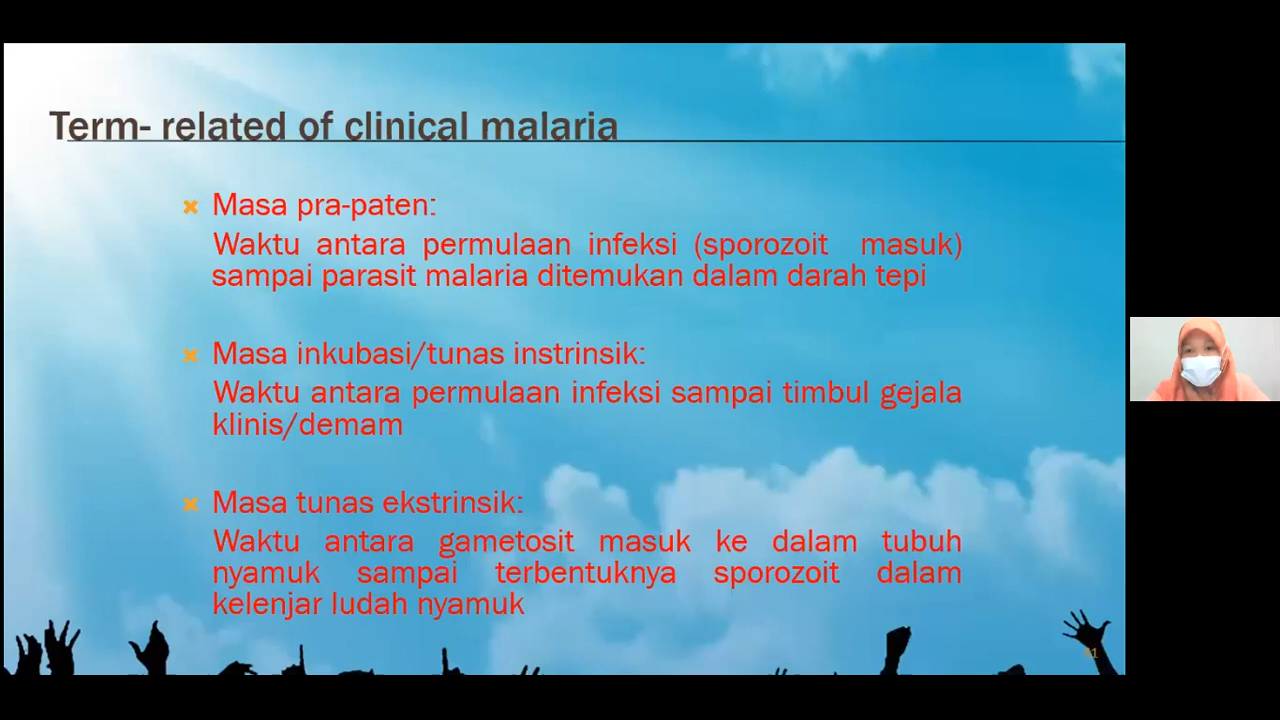 Term- related of clinical malaria
Masa pra-paten:
Waktu antara permulaan infeksi (sporozoit masuk)
sampai parasit malaria ditemukan dalam darah tepi
Masa inkubasi/tunas instrinsik:
Waktu antara permulaan infeksi sampai timbul gejala
klinis/demam
Masa tunas ekstrinsik:
Waktu antara gametosit masuk ke dalam tubuh
nyamuk sampai terbentuknya sporozoit dalam
kelenjar ludah nyamuk